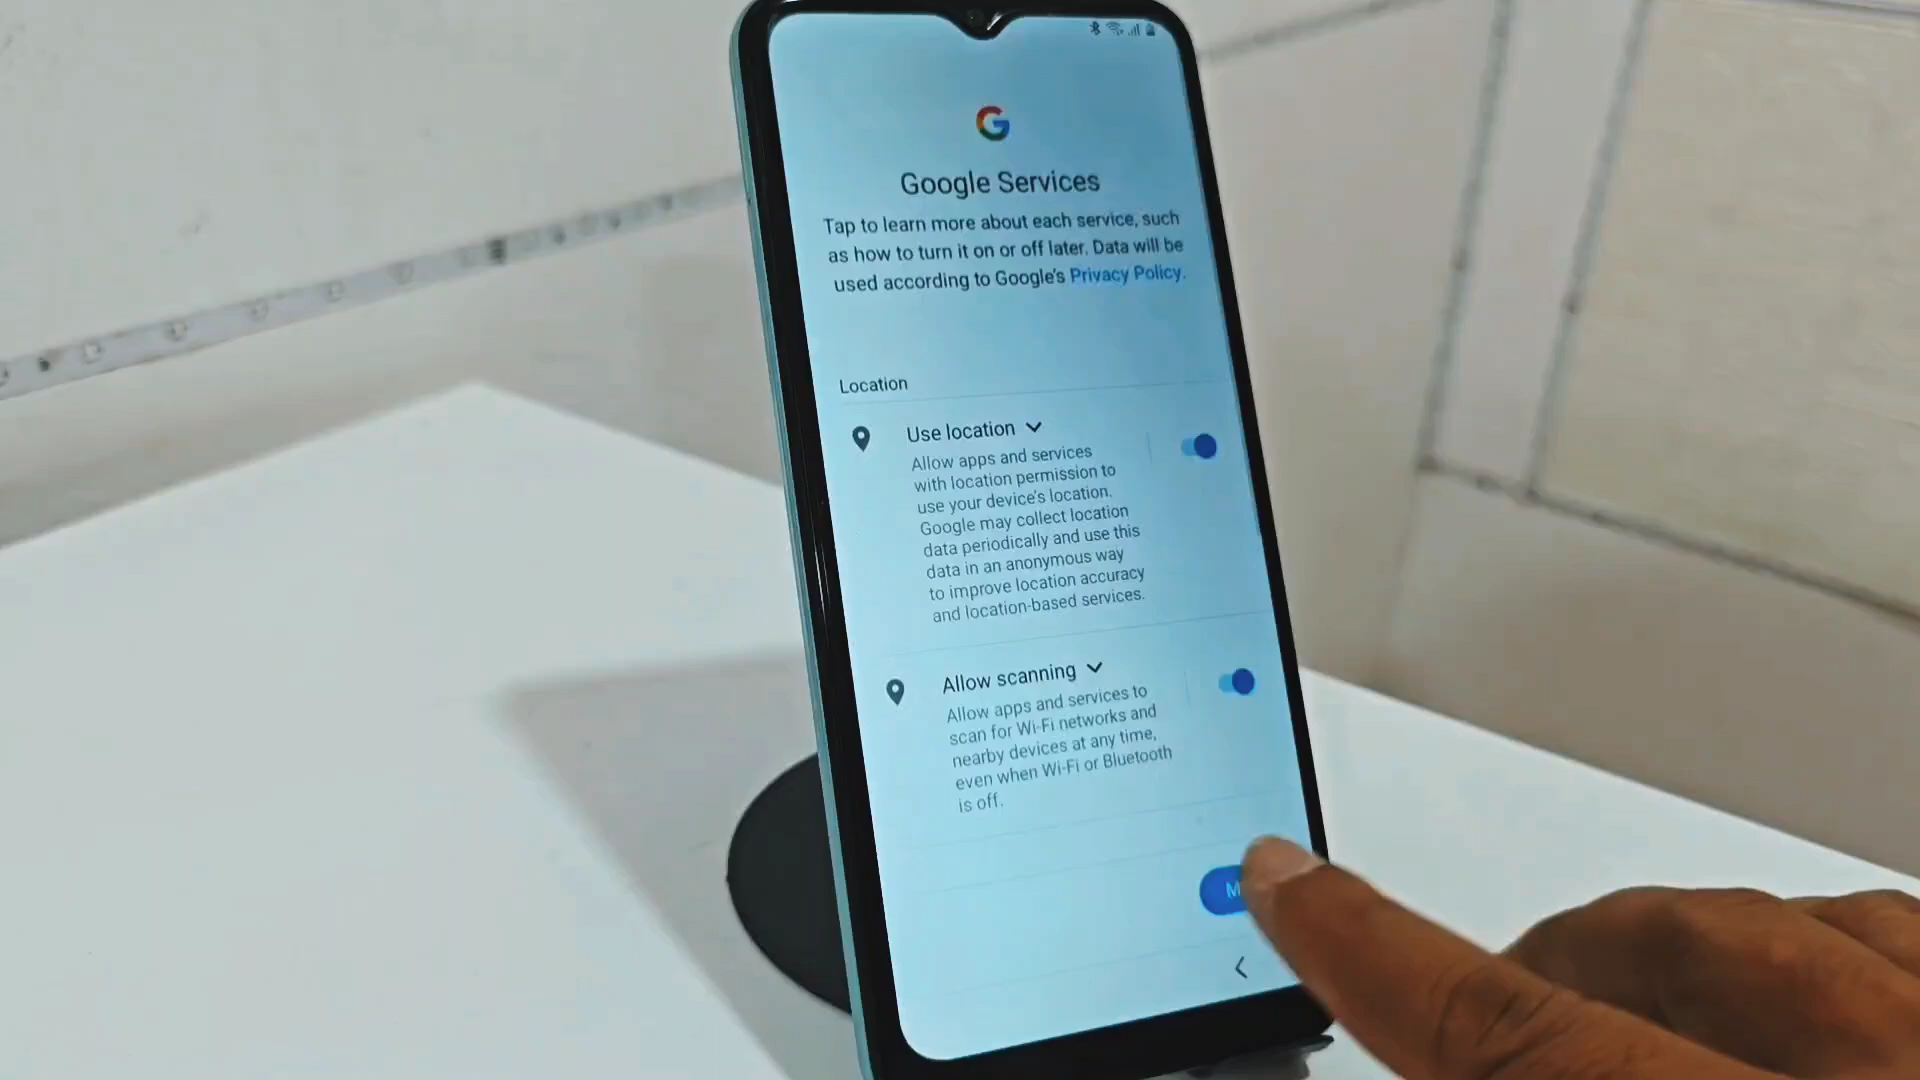 Google Services
Tap to learn more about each service, such
as how to turn it on or off later. Data will be
used according to Google's Privacy Policy.
Location
Use location
Allow apps and services
with location permission to
use your device's location.
Google may collect location
data periodically and use this
data in an anonymous way
to improve location accuracy
and location-based services.
Allow scanning
Allow apps and services to
scan for Wi-Fi networks and
nearby devices at any time,
even when Wi-Fi or Bluetooth
is off.